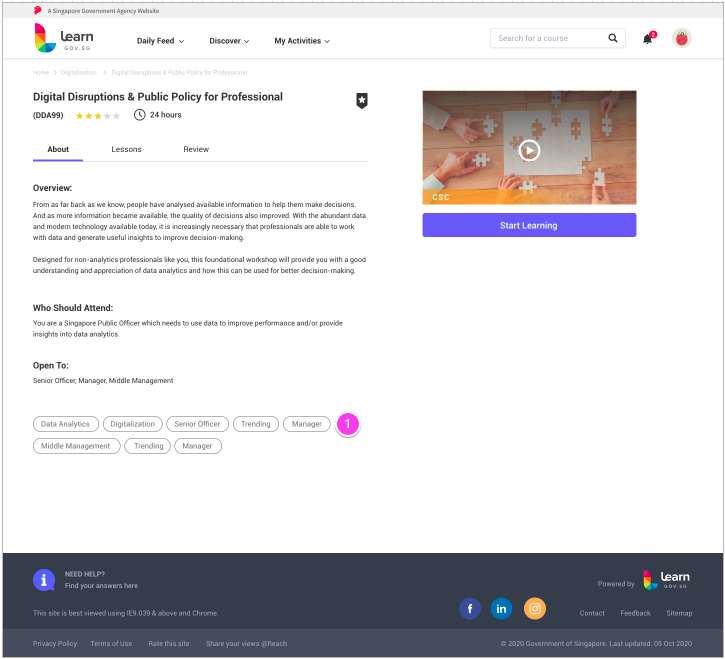 A Singapore Government Agency Website
learn
GOV.SG
Daily Feed
Discover
My Activities
Search for a course
2
Home > Digitalisation > Digital Disruptions & Public Policy for Professional
Digital Disruptions & Public Policy for Professional
(DDA99)
24 hours
About
Lessons
Review
CSC
Start Learning
Overview:
From as far back as we know, people have analysed available information to help them make decisions.
And as more information became available, the quality of decisions also improved. With the abundant data
and modern technology available today, it is increasingly necessary that professionals are able to work
with data and generate useful insights to improve decision-making.
Designed for non-analytics professionals like you, this foundational workshop will provide you with a good
understanding and appreciation of data analytics and how this can be used for better decision-making.
Who Should Attend:
You are a Singapore Public Officer which needs to use data to improve performance and/or provide
insights into data analytics.
Open To:
Senior Officer, Manager, Middle Management
Data Analytics
Digitalization
Senior Officer
Trending
Manager
1
Middle Management
Trending
Manager
NEED HELP?
Find your answers here
Powered by
learn
GOV.SG
This site is best viewed using IE9.039 & above and Chrome.
Contact
Feedback
Sitemap
Privacy Policy
Terms of Use
Rate this site
Share your views @Reach
© 2020 Government of Singapore. Last updated: 05 Oct 2020